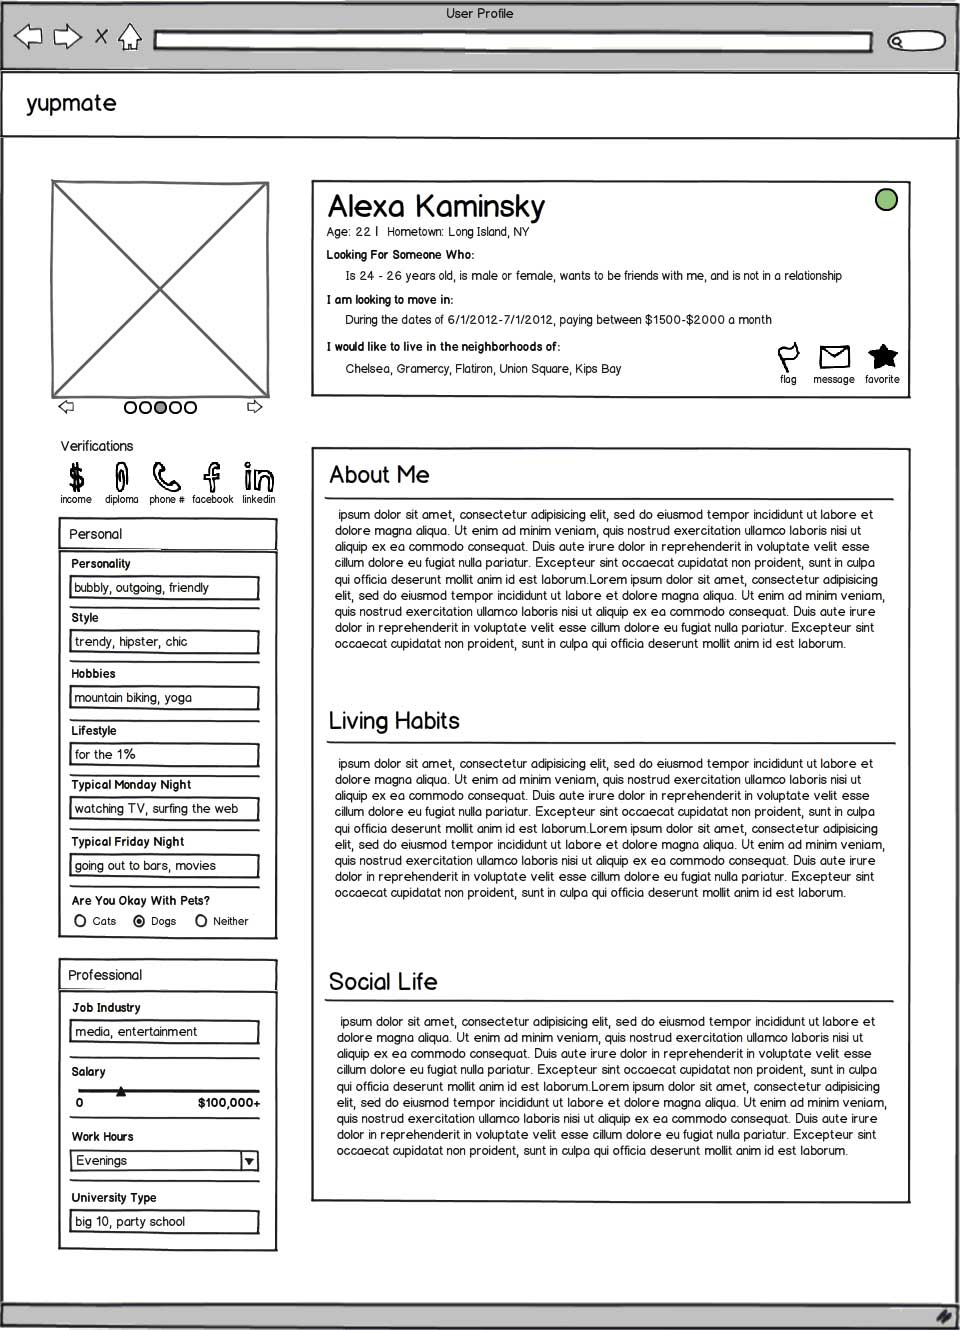 User Profile
yupmate
Alexa Kaminsky
Age: 22 | Hometown: Long Island, NY
Looking For Someone Who:
Is 24 - 26 years old, is male or female, wants to be friends with me, and is not in a relationship
I am looking to move in:
During the dates of 6/1/2012-7/1/2012, paying between $1500-$2000 a month
I would like to live in the neighborhoods of:
Chelsea, Gramercy, Flatiron, Union Square, Kips Bay
flag message favorite
Verifications
income diploma phone # facebook linkedin
Personal
Personality
bubbly, outgoing, friendly
Style
trendy, hipster, chic
Hobbies
mountain biking, yoga
Lifestyle
for the 1%
Typical Monday Night
watching TV, surfing the web
Typical Friday Night
going out to bars, movies
Are You Okay With Pets?
Cats Dogs Neither
Professional
Job Industry
media, entertainment
Salary
0 $100,000+
Work Hours
Evenings
University Type
big 10, party school
About Me
ipsum dolor sit amet, consectetur adipisicing elit, sed do eiusmod tempor incididunt ut labore et
dolore magna aliqua. Ut enim ad minim veniam, quis nostrud exercitation ullamco laboris nisi ut
aliquip ex ea commodo consequat. Duis aute irure dolor in reprehenderit in voluptate velit esse
cillum dolore eu fugiat nulla pariatur. Excepteur sint occaecat cupidatat non proident, sunt in culpa
qui officia deserunt mollit anim id est laborum.Lorem ipsum dolor sit amet, consectetur adipisicing
elit, sed do eiusmod tempor incididunt ut labore et dolore magna aliqua. Ut enim ad minim veniam,
quis nostrud exercitation ullamco laboris nisi ut aliquip ex ea commodo consequat. Duis aute irure
dolor in reprehenderit in voluptate velit esse cillum dolore eu fugiat nulla pariatur. Excepteur sint
occaecat cupidatat non proident, sunt in culpa qui officia deserunt mollit anim id est laborum.
Living Habits
ipsum dolor sit amet, consectetur adipisicing elit, sed do eiusmod tempor incididunt ut labore et
dolore magna aliqua. Ut enim ad minim veniam, quis nostrud exercitation ullamco laboris nisi ut
aliquip ex ea commodo consequat. Duis aute irure dolor in reprehenderit in voluptate velit esse
cillum dolore eu fugiat nulla pariatur. Excepteur sint occaecat cupidatat non proident, sunt in culpa
qui officia deserunt mollit anim id est laborum.Lorem ipsum dolor sit amet, consectetur adipisicing
elit, sed do eiusmod tempor incididunt ut labore et dolore magna aliqua. Ut enim ad minim veniam,
quis nostrud exercitation ullamco laboris nisi ut aliquip ex ea commodo consequat. Duis aute irure
dolor in reprehenderit in voluptate velit esse cillum dolore eu fugiat nulla pariatur. Excepteur sint
occaecat cupidatat non proident, sunt in culpa qui officia deserunt mollit anim id est laborum.
Social Life
ipsum dolor sit amet, consectetur adipisicing elit, sed do eiusmod tempor incididunt ut labore et
dolore magna aliqua. Ut enim ad minim veniam, quis nostrud exercitation ullamco laboris nisi ut
aliquip ex ea commodo consequat. Duis aute irure dolor in reprehenderit in voluptate velit esse
cillum dolore eu fugiat nulla pariatur. Excepteur sint occaecat cupidatat non proident, sunt in culpa
qui officia deserunt mollit anim id est laborum.Lorem ipsum dolor sit amet, consectetur adipisicing
elit, sed do eiusmod tempor incididunt ut labore et dolore magna aliqua. Ut enim ad minim veniam,
quis nostrud exercitation ullamco laboris nisi ut aliquip ex ea commodo consequat. Duis aute irure
dolor in reprehenderit in voluptate velit esse cillum dolore eu fugiat nulla pariatur. Excepteur sint
occaecat cupidatat non proident, sunt in culpa qui officia deserunt mollit anim id est laborum.